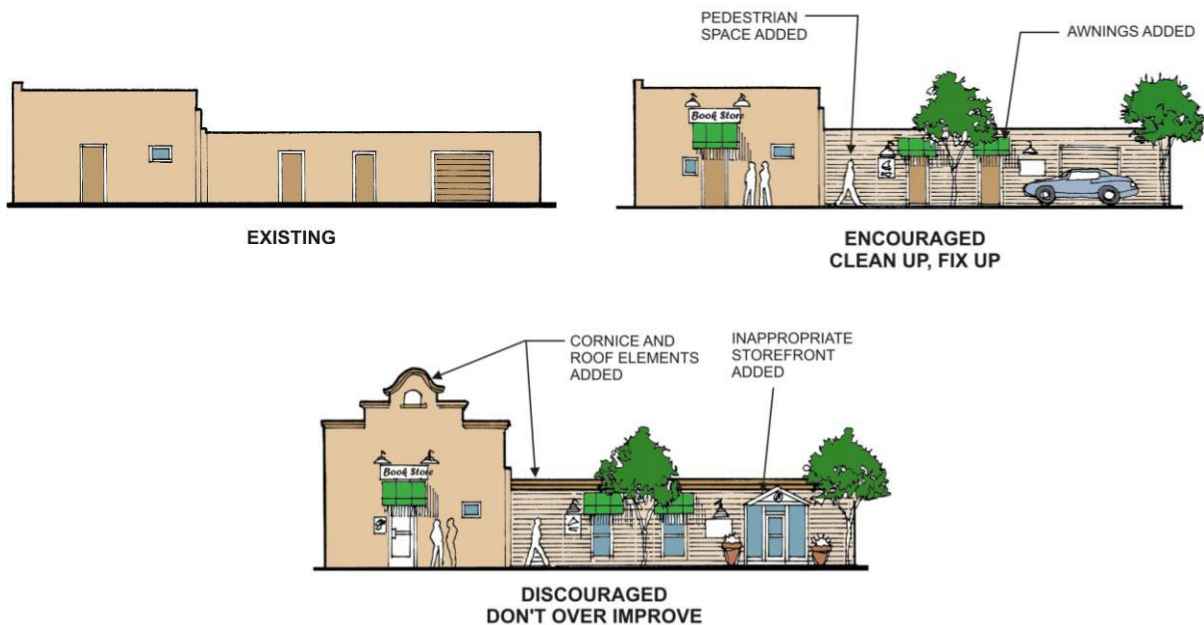 EXISTING
PEDESTRIAN
SPACE ADDED
AWNINGS ADDED
Book Store
ENCOURAGED
CLEAN UP, FIX UP
CORNICE AND
ROOF ELEMENTS
ADDED
INAPPROPRIATE
STOREFRONT
ADDED
Book Store
DISCOURAGED
DON'T OVER IMPROVE